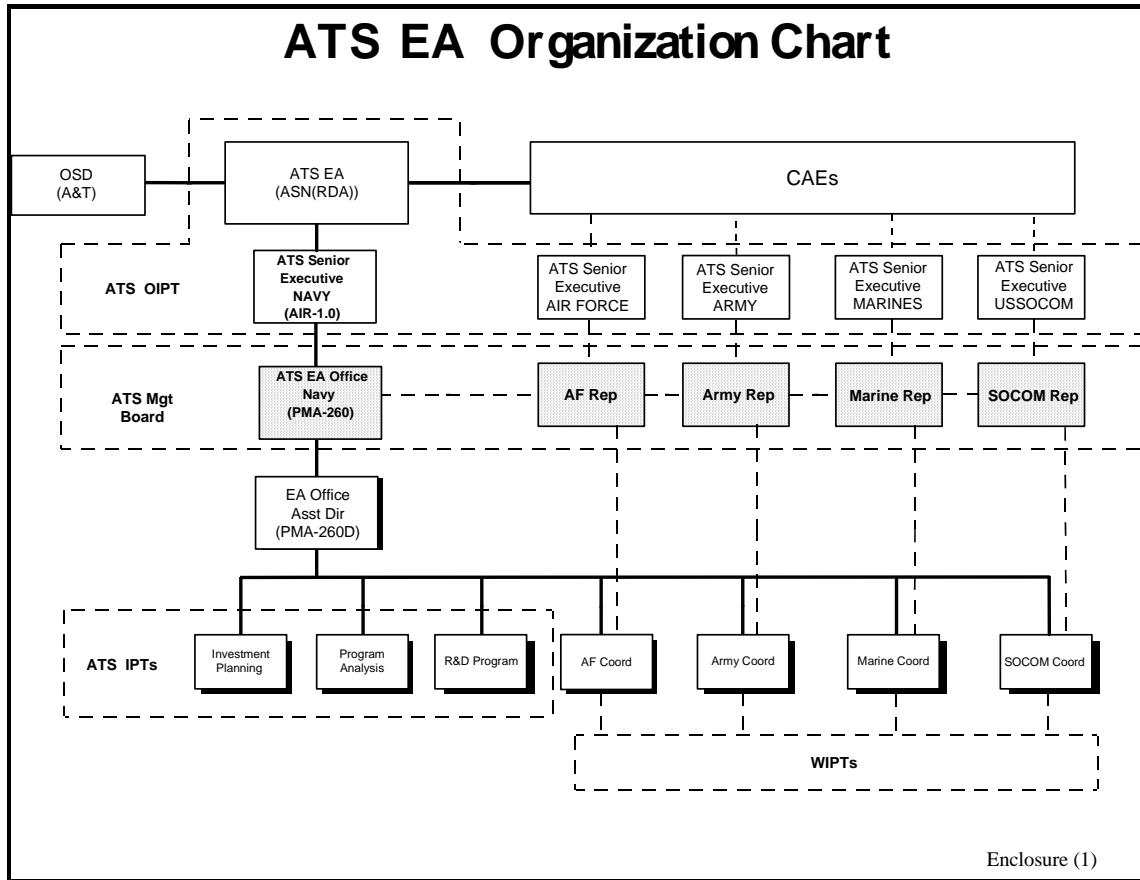 ATS EA Organization Chart
OSD
(A&T)
ATS EA
(ASN(RDA))
CAEs
ATS OIPT
ATS Senior
Executive
NAVY
(AIR-1.0)
ATS Senior
Executive
AIR FORCE
ATS Senior
Executive
ARMY
ATS Senior
Executive
MARINES
ATS Senior
Executive
USSOCOM
ATS Mgt
Board
ATS EA Office
Navy
(PMA-260)
AF Rep
Army Rep
Marine Rep
SOCOM Rep
EA Office
Asst Dir
(PMA-260D)
ATS IPTs
Investment
Planning
Program
Analysis
R&D Program
AF Coord
Army Coord
Marine Coord
SOCOM Coord
WIPTs
Enclosure (1)